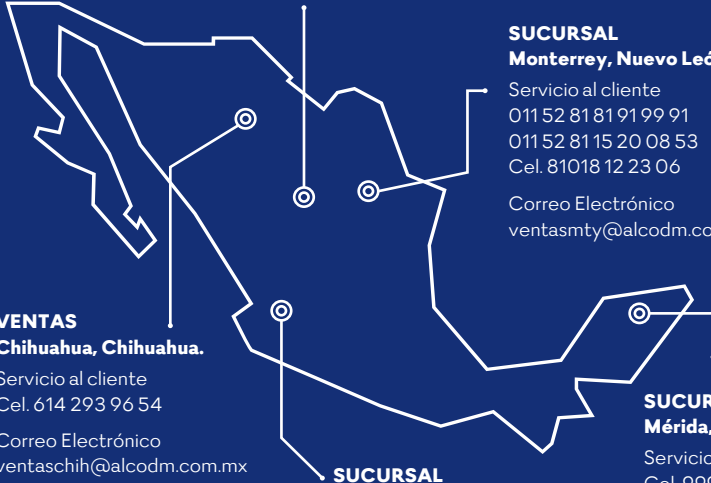 SUCURSAL
Monterrey, Nuevo Leó
Servicio al cliente
011 52 81 81 91 99 91
011 52 81 15 20 08 53
Cel. 81018 12 23 06
Correo Electrónico
ventasmty@alcodm.co
VENTAS
Chihuahua, Chihuahua.
Servicio al cliente
Cel. 614 293 96 54
Correo Electrónico
ventaschih@alcodm.com.mx
SUCURSAL
SUCUR
Mérida,
Servicio